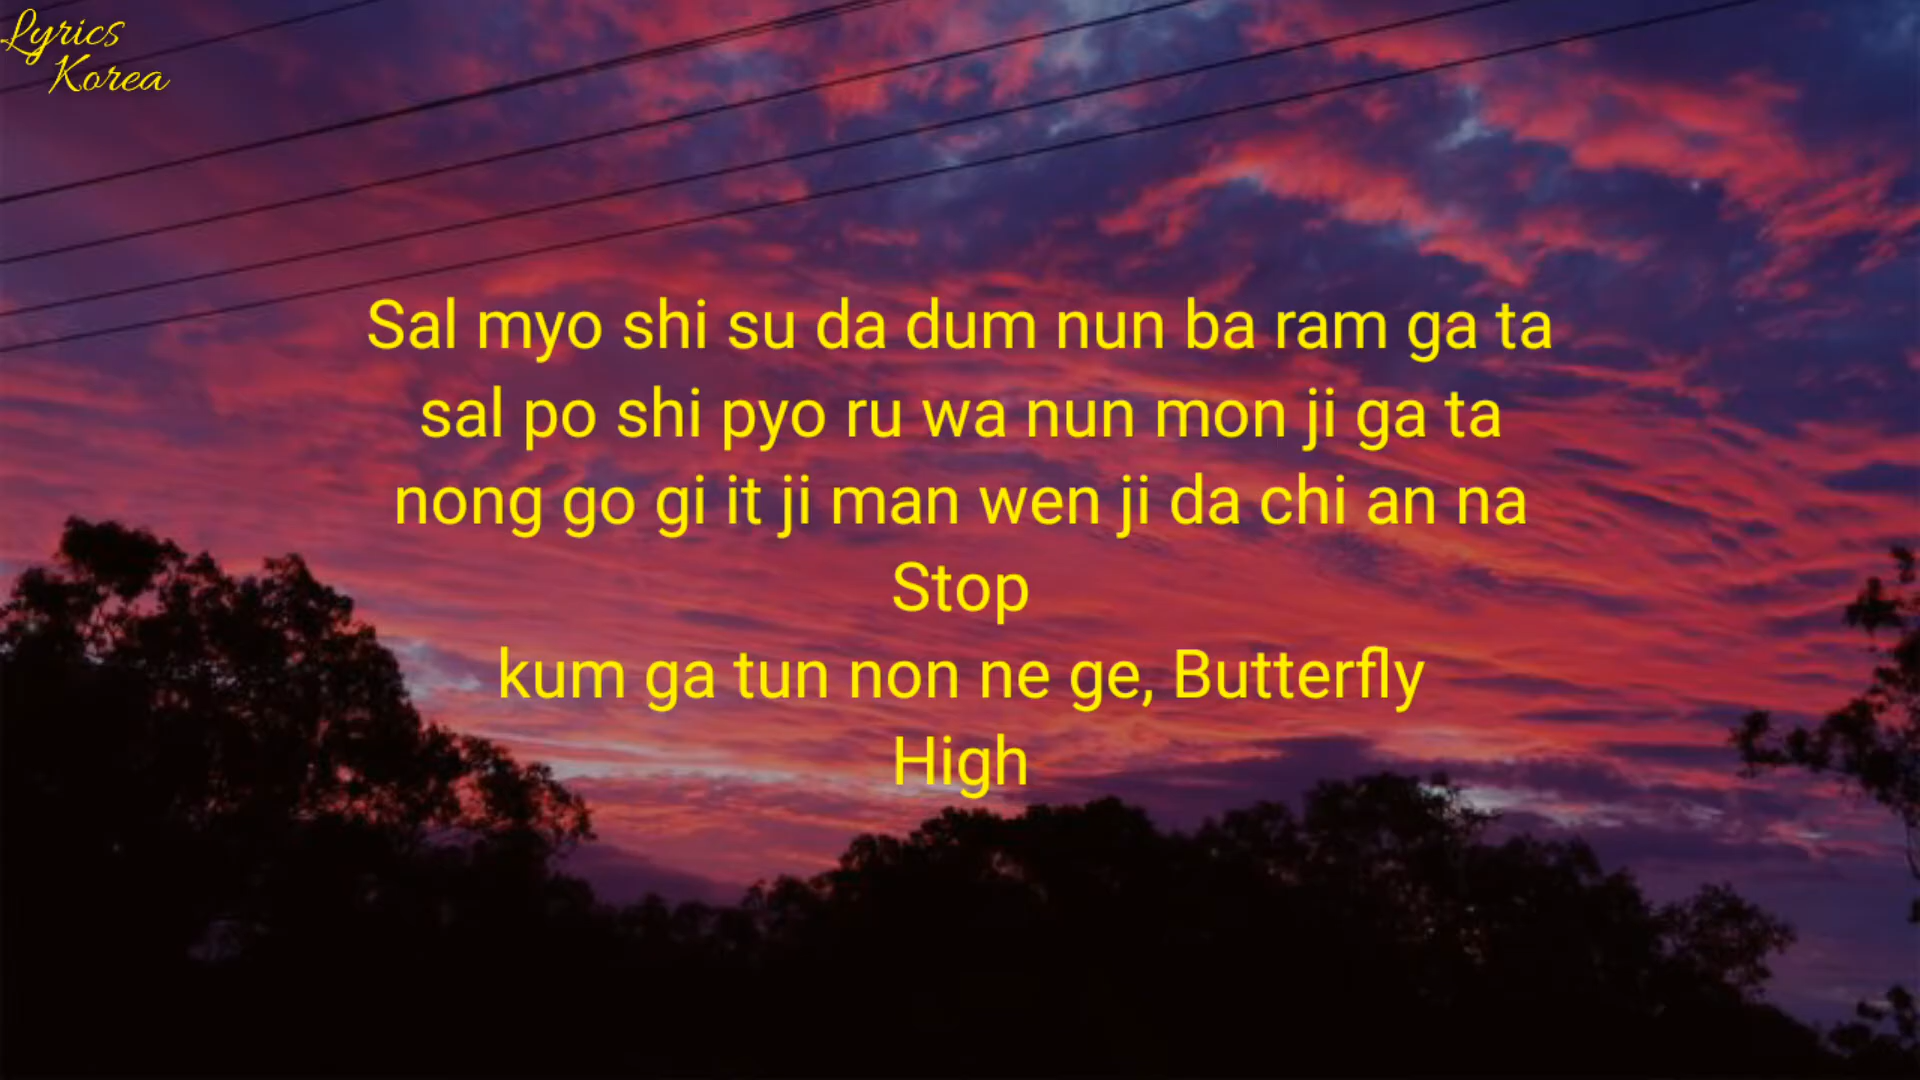 Lyrics
Korea
Sal myo shi su da dum nun ba ram ga ta
sal po shi pyo ru wa nun mon ji ga ta
nong go gi it ji man wen ji da chi an na
Stop
kum ga tun non ne ge, Butterfly
High